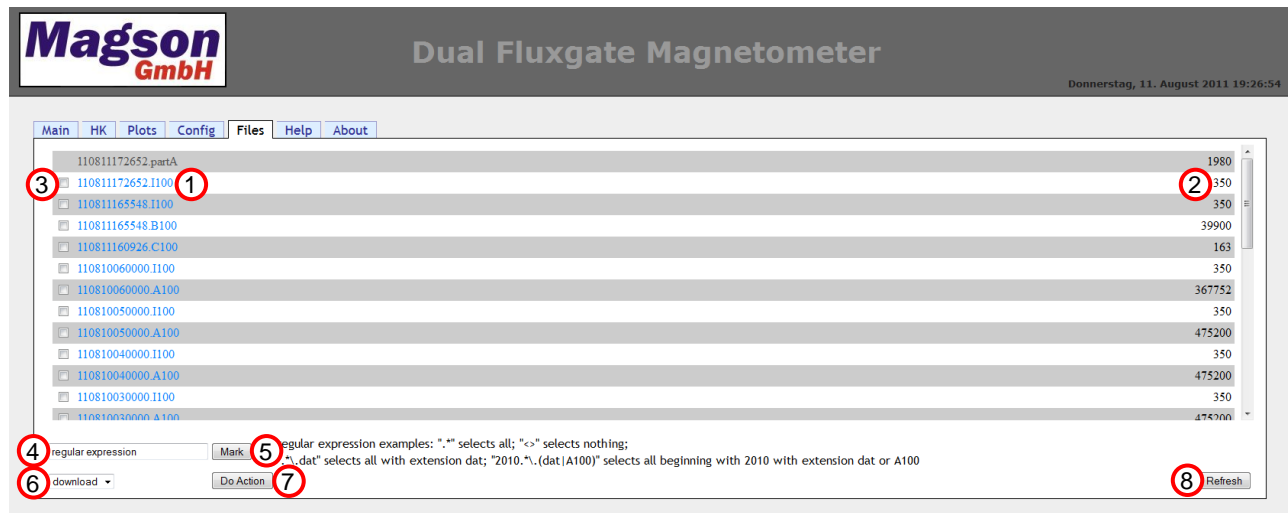 Magson
GmbH
Dual Fluxgate Magnetometer
Donnerstag, 11. August 2011 19:26:54
Main HK Plots Config Files Help About
110811172652.partA 1980
3 110811172652.I100 1 2 350
110811165548.I100 350
110811165548.B100 39900
110811160926.C100 163
110810060000.I100 350
110810060000.A100 367752
110810050000.I100 350
110810050000.A100 475200
110810040000.I100 350
110810040000.A100 475200
110810030000.I100 350
110810030000.A100 475200
4 regular expression Mark 5 egular expression examples: ".*" selects all; "<>" selects nothing;
.*\.dat" selects all with extension dat; "2010.*\.(dat|A100)" selects all beginning with 2010 with extension dat or A100
6 download Do Action 7 8 Refresh